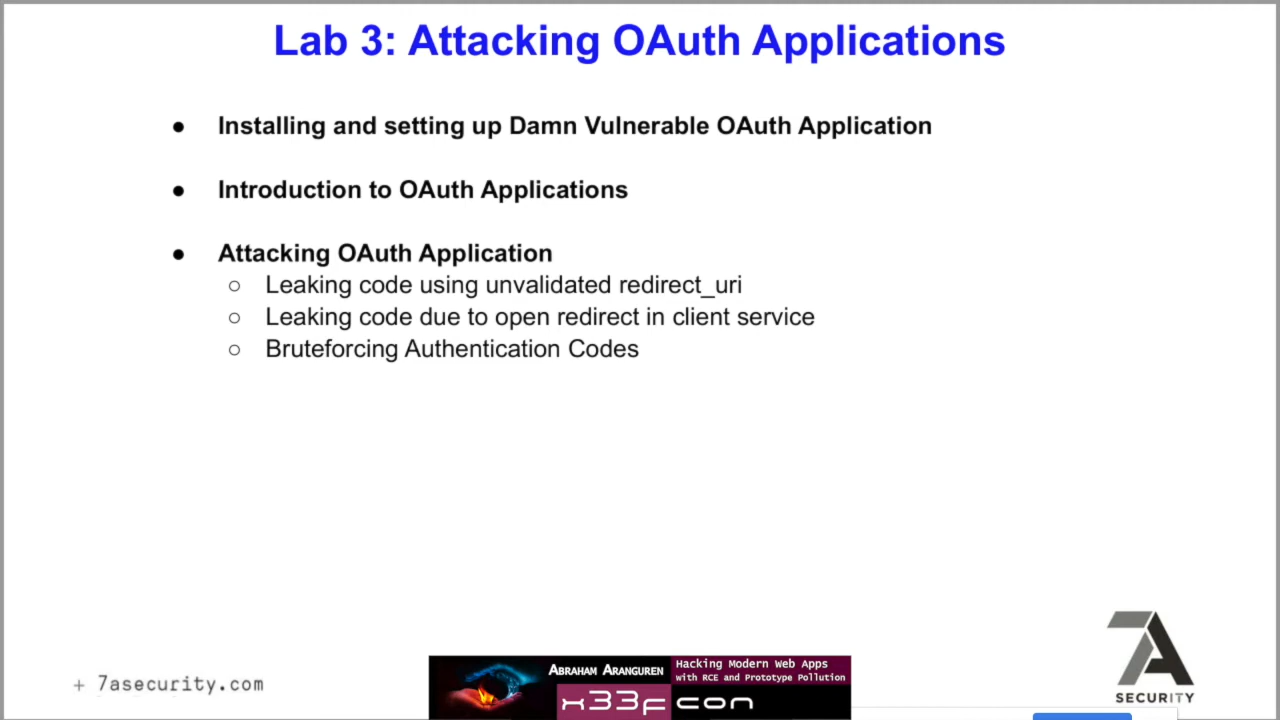 Lab 3: Attacking OAuth Applications
● Installing and setting up Damn Vulnerable OAuth Application
● Introduction to OAuth Applications
● Attacking OAuth Application
○ Leaking code using unvalidated redirect_uri
○ Leaking code due to open redirect in client service
○ Bruteforcing Authentication Codes
+ 7asecurity.com
ABRAHAM ARANGUREN
Hacking Modern Web Apps
with RCE and Prototype Pollution
x33fcon
7A
SECURITY